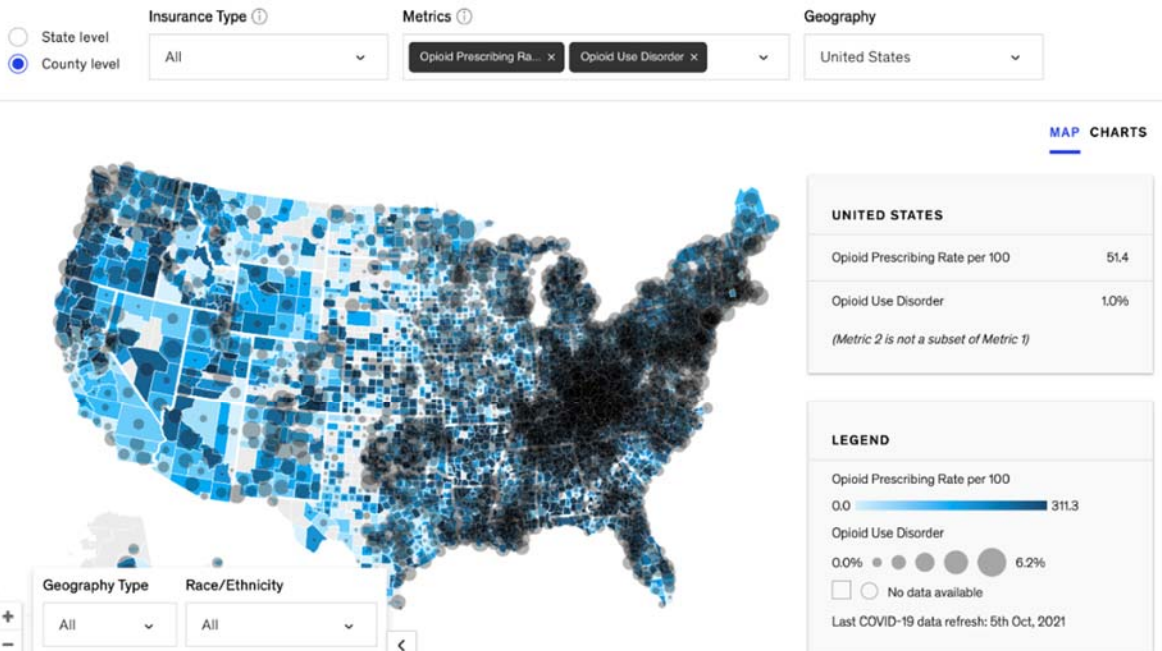 Insurance Type ⓘ
Metrics ⓘ
Geography
State level
County level
All
Opioid Prescribing Ra... ×
Opioid Use Disorder ×
United States
MAP CHARTS
UNITED STATES
Opioid Prescribing Rate per 100 51.4
Opioid Use Disorder 1.0%
(Metric 2 is not a subset of Metric 1)
LEGEND
Opioid Prescribing Rate per 100
0.0 311.3
Opioid Use Disorder
0.0% 6.2%
No data available
Last COVID-19 data refresh: 5th Oct, 2021
Geography Type
Race/Ethnicity
All
All
+
−
<